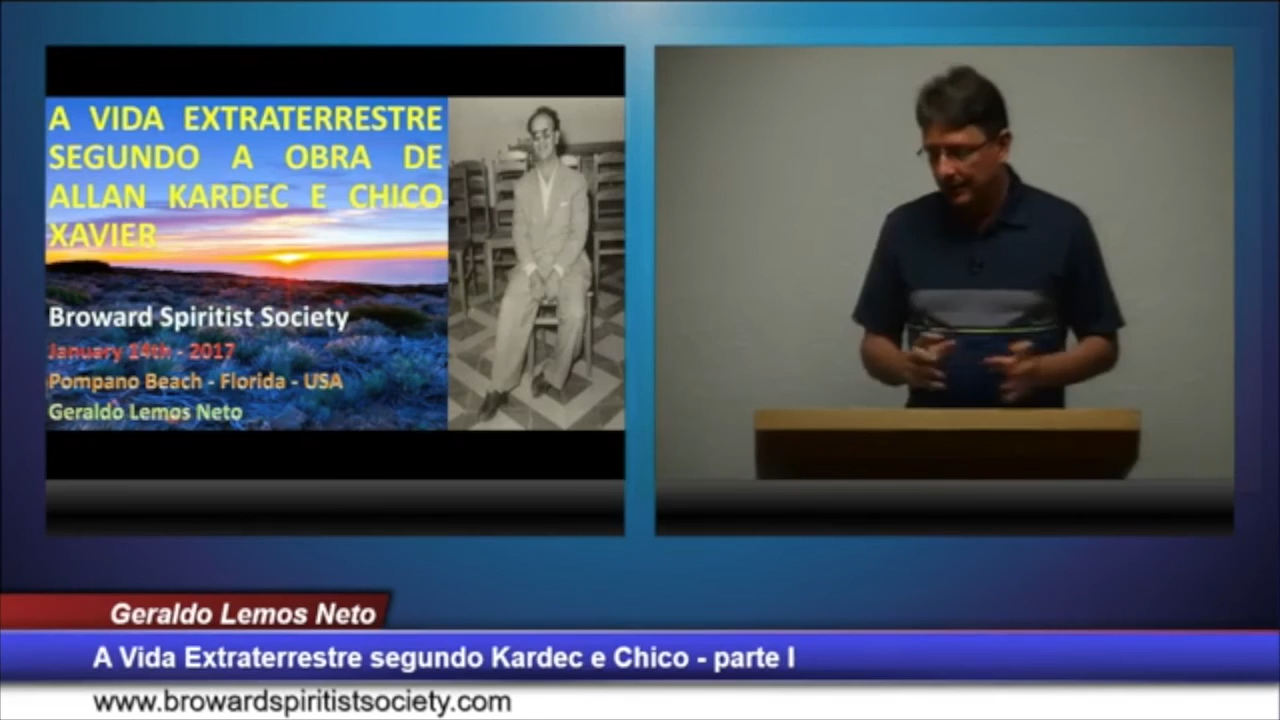 A VIDA EXTRATERRESTRE
SEGUNDO A OBRA DE
ALLAN KARDEC E CHICO
XAVIER
Broward Spiritist Society
January 14th - 2017
Pompano Beach - Florida - USA
Geraldo Lemos Neto
Geraldo Lemos Neto
A Vida Extraterrestre segundo Kardec e Chico - parte I
www.browardspiritistsociety.com